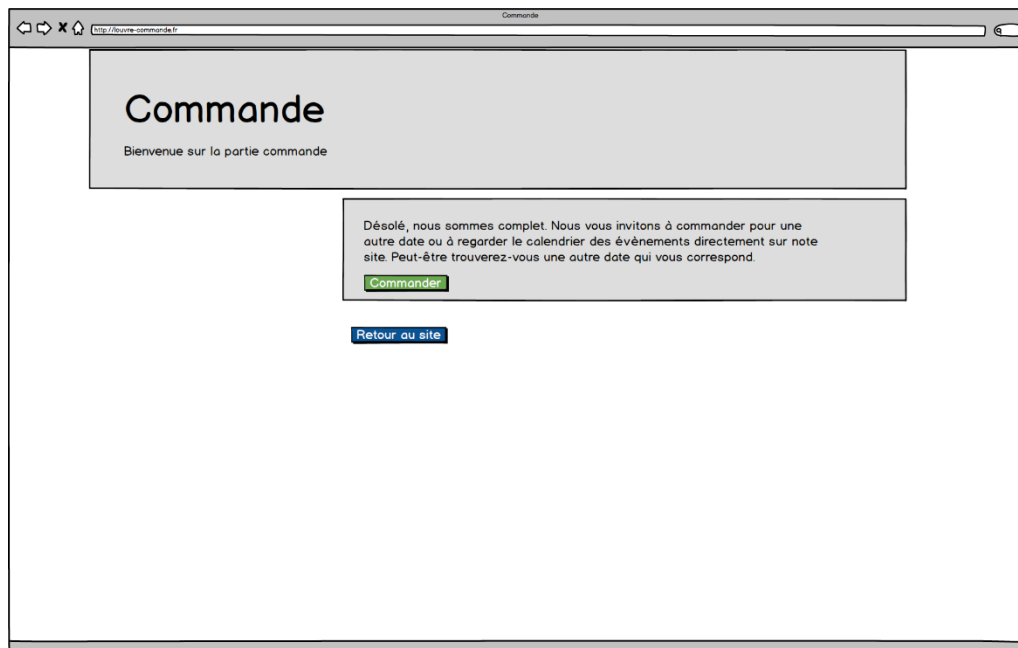 Commande
http://louvre-commande.fr
Commande
Bienvenue sur la partie commande
Désolé, nous sommes complet. Nous vous invitons à commander pour une
autre date ou à regarder le calendrier des évènements directement sur note
site. Peut-être trouverez-vous une autre date qui vous correspond.
Commander
Retour au site